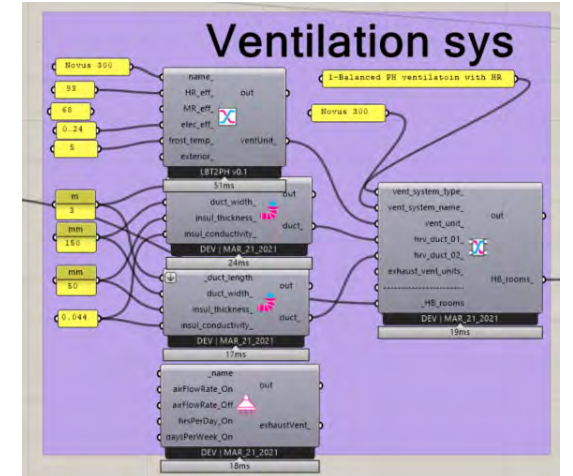 Ventilation sys
Novus 300
93
68
0.24
5
name_
HR_eff_
MR_eff_
elec_eff_
frost_temp_
exterior_
out
ventUnit_
LBT2PH v0.1
51ms
1-Balanced PH ventilatoin with HR
Novus 300
m
3
mm
150
mm
50
0.044
duct_width_
insul_thickness_
insul_conductivity_
out
duct_
DEV | MAR_21_2021
24ms
_duct_length
duct_width_
insul_thickness_
insul_conductivity_
out
duct_
DEV | MAR_21_2021
17ms
_name
airFlowRate_On
airFlowRate_Off
hrsPerDay_On
daysPerWeek_On
out
exhaustVent_
DEV | MAR_21_2021
18ms
vent_system_type_
vent_system_name_
vent_unit_
hrv_duct_01_
hrv_duct_02_
exhaust_vent_units_
_HB_rooms
out
HB_rooms_
DEV | MAR_21_2021
19ms